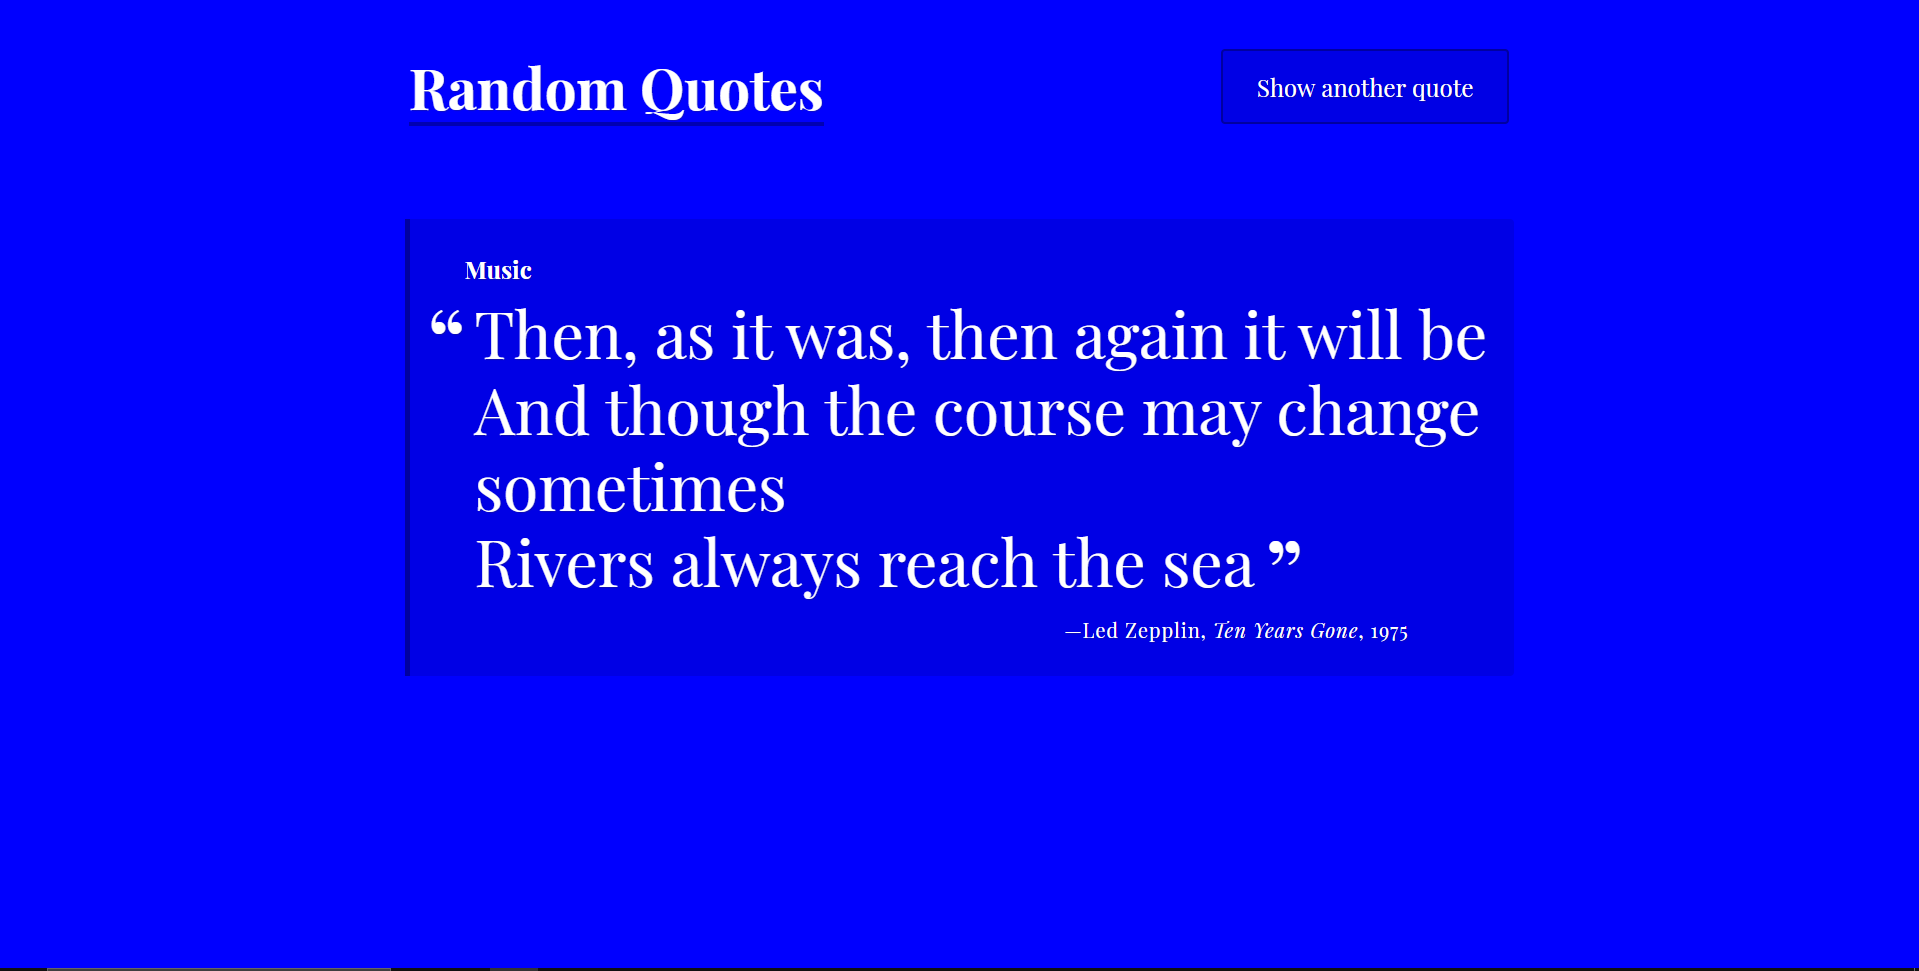 Random Quotes
Show another quote
Music
“ Then, as it was, then again it will be
And though the course may change
sometimes
Rivers always reach the sea ”
—Led Zepplin, Ten Years Gone, 1975